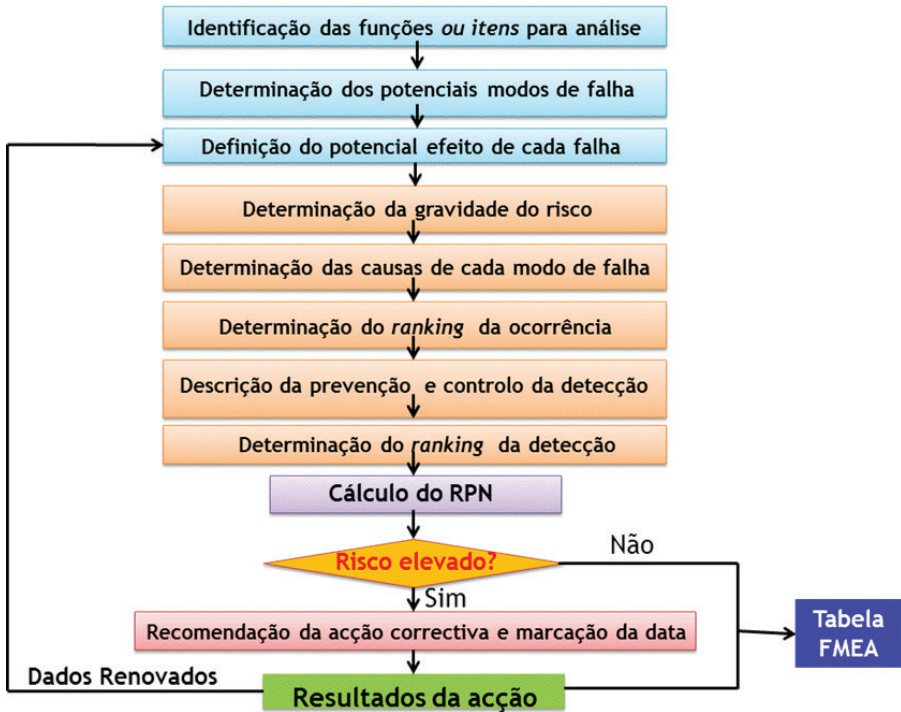 Identificação das funções ou itens para análise
Determinação dos potenciais modos de falha
Definição do potencial efeito de cada falha
Determinação da gravidade do risco
Determinação das causas de cada modo de falha
Determinação do ranking da ocorrência
Descrição da prevenção e controlo da detecção
Determinação do ranking da detecção
Cálculo do RPN
Risco elevado?
Não
Sim
Recomendação da acção correctiva e marcação da data
Tabela
FMEA
Dados Renovados
Resultados da acção